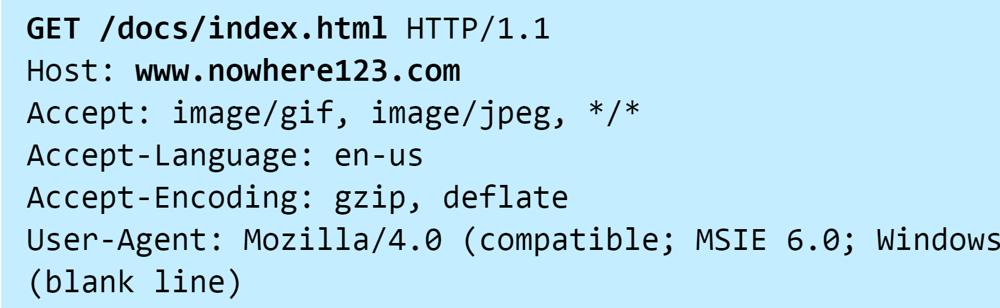 GET /docs/index.html HTTP/1.1
Host: www.nowhere123.com
Accept: image/gif, image/jpeg, */*
Accept-Language: en-us
Accept-Encoding: gzip, deflate
User-Agent: Mozilla/4.0 (compatible; MSIE 6.0; Windows
(blank line)